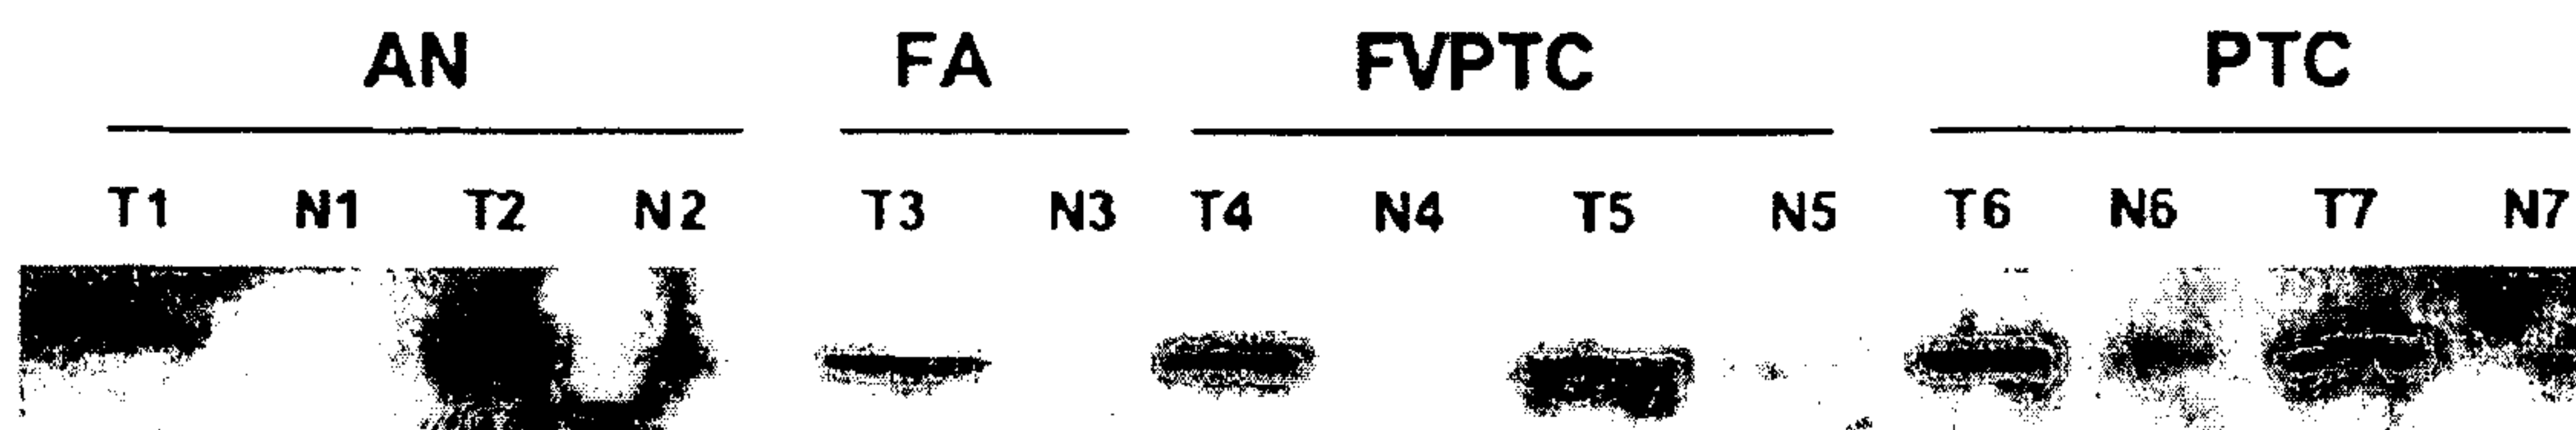 AN FA FVPTC PTC
T1 N1 T2 N2 T3 N3 T4 N4 T5 N5 T6 N6 T7 N7